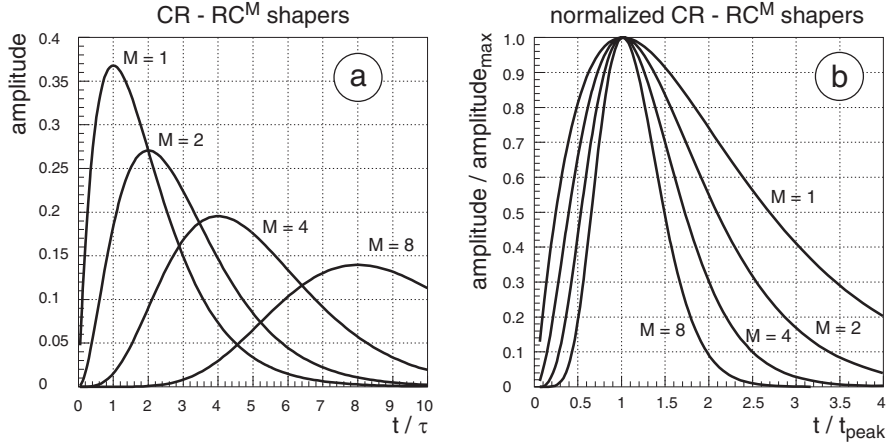 CR - RC^M shapers
amplitude
0.4
0.35
0.3
0.25
0.2
0.15
0.1
0.05
0
M = 1
M = 2
M = 4
M = 8
a
0 1 2 3 4 5 6 7 8 9 10
t / τ
normalized CR - RC^M shapers
amplitude / amplitude_max
1.0
0.9
0.8
0.7
0.6
0.5
0.4
0.3
0.2
0.1
0
b
M = 1
M = 8
M = 4
M = 2
0 0.5 1 1.5 2 2.5 3 3.5 4
t / t_peak